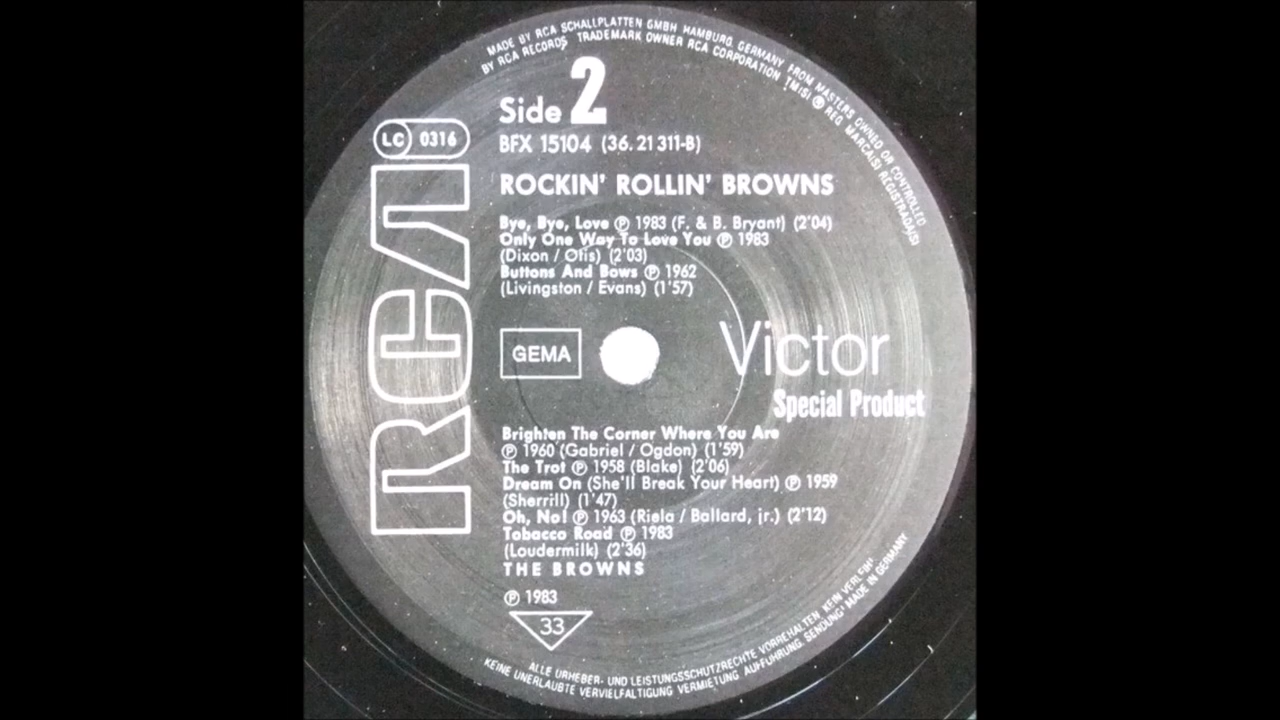 MADE BY RCA SCHALLPLATTEN GMBH HAMBURG, GERMANY FROM MASTERS OWNED OR CONTROLLED
BY RCA RECORDS TRADEMARK OWNER RCA CORPORATION TM(S) ® REG. MARCA(S) REGISTRADA(S)
Side 2
LC 0316
BFX 15104 (36.21 311-B)
ROCKIN' ROLLIN' BROWNS
Bye, Bye, Love ℗ 1983 (F. & B. Bryant) (2'04)
Only One Way To Love You ℗ 1983
(Dixon / Otis) (2'03)
Buttons And Bows ℗ 1962
(Livingston / Evans) (1'57)
RCA
GEMA
Victor
Special Product
Brighten The Corner Where You Are
℗ 1960 (Gabriel / Ogdon) (1'59)
The Trot ℗ 1958 (Blake) (2'06)
Dream On (She'll Break Your Heart) ℗ 1959
(Sherrill) (1'47)
Oh, No! ℗ 1963 (Riela / Ballard, jr.) (2'12)
Tobacco Road ℗ 1983
(Loudermilk) (2'36)
THE BROWNS
℗ 1983
33
ALLE URHEBER- UND LEISTUNGSSCHUTZRECHTE VORBEHALTEN KEIN VERLEIH!
KEINE UNERLAUBTE VERVIELFÄLTIGUNG, VERMIETUNG, AUFFÜHRUNG, SENDUNG! MADE IN GERMANY